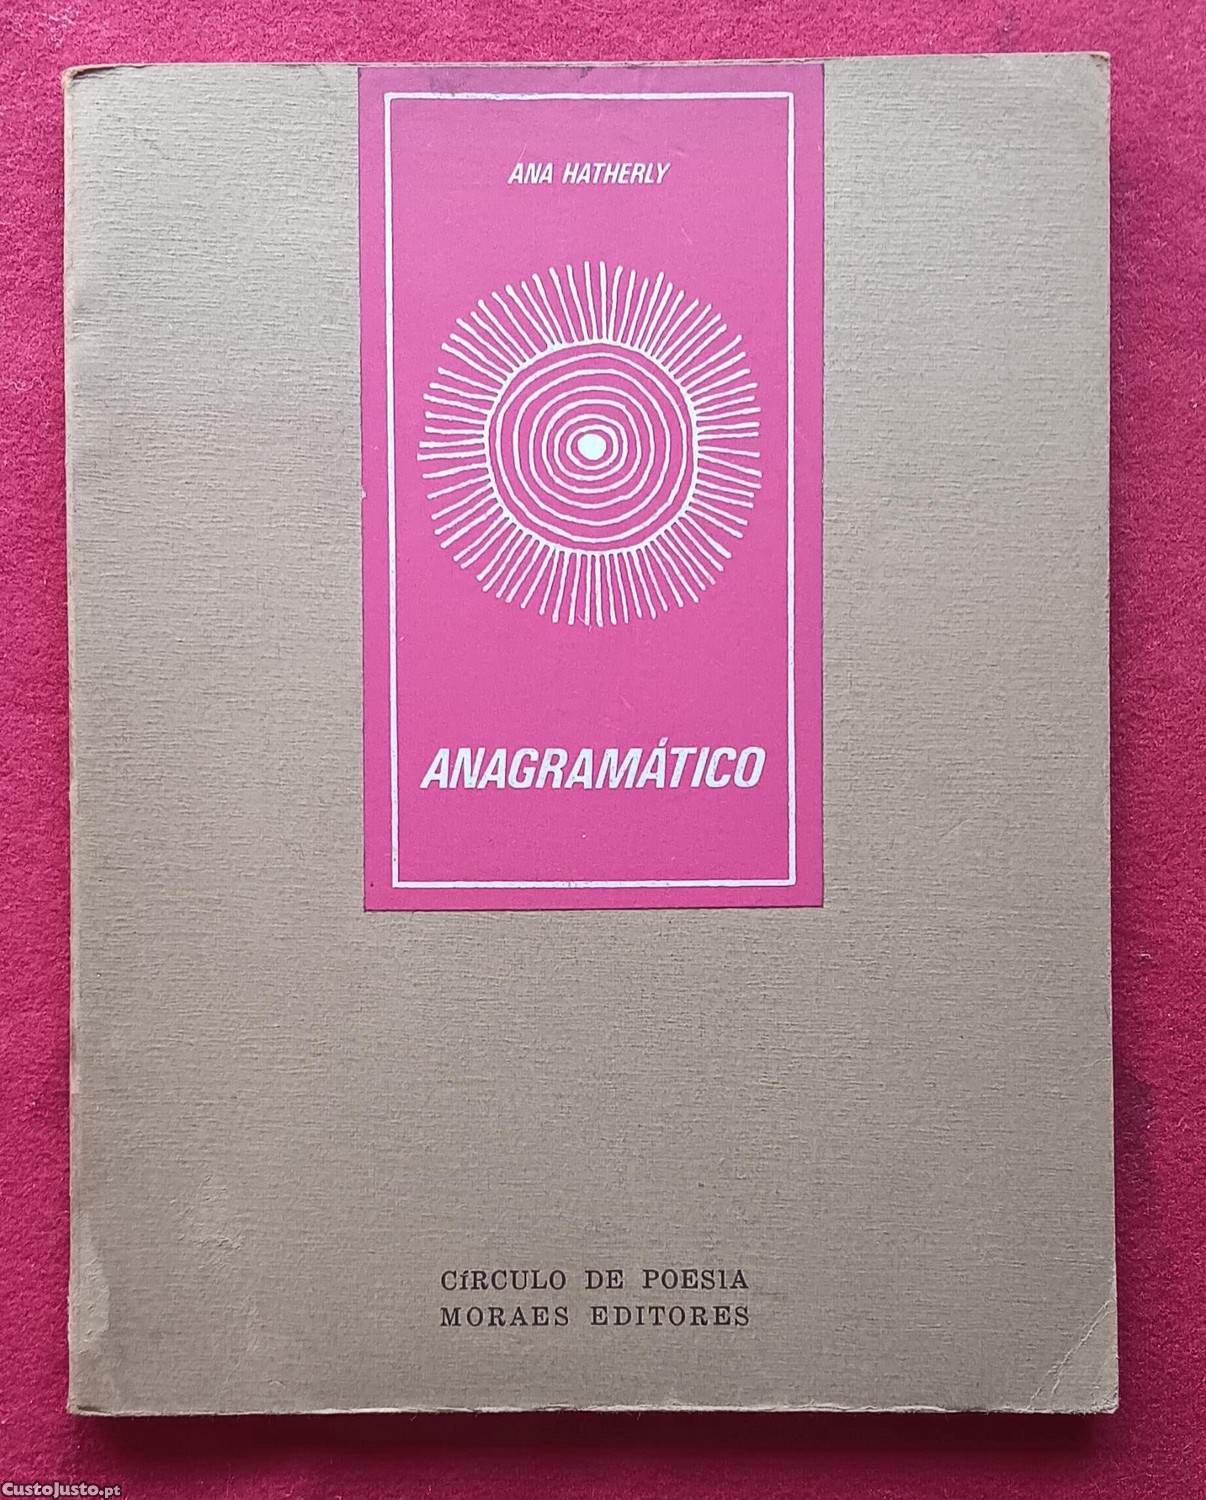 ANA HATHERLY
ANAGRAMÁTICO
CÍRCULO DE POESIA
MORAES EDITORES
CustoJusto.pt